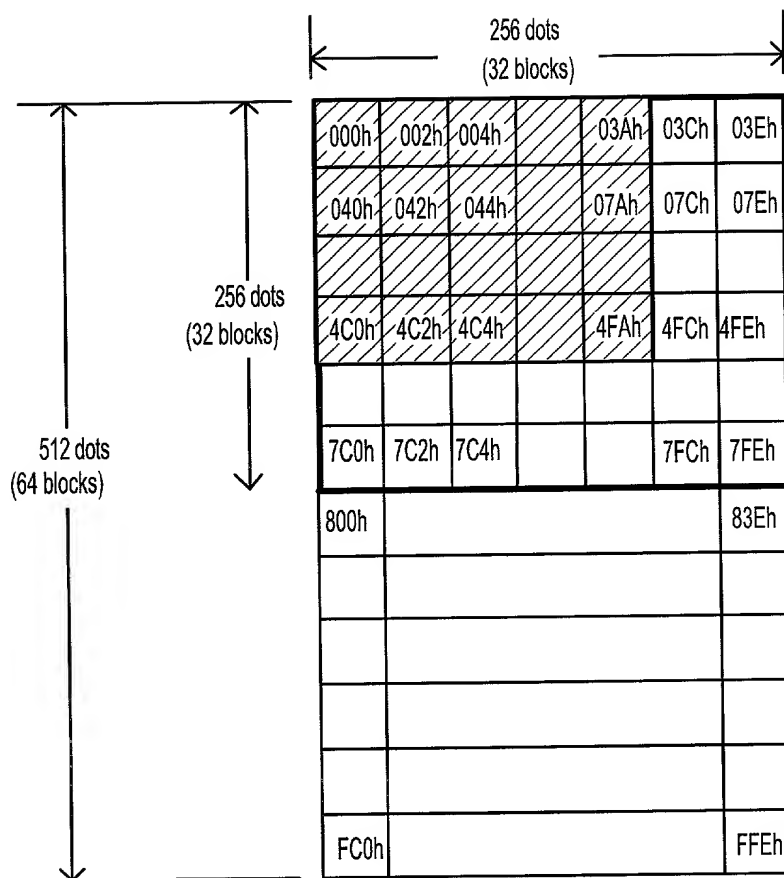 256 dots
(32 blocks)
000h 002h 004h 03Ah 03Ch 03Eh
040h 042h 044h 07Ah 07Ch 07Eh
256 dots
(32 blocks)
4C0h 4C2h 4C4h 4FAh 4FCh 4FEh
512 dots
(64 blocks)
7C0h 7C2h 7C4h 7FCh 7FEh
800h 83Eh
FC0h FFEh